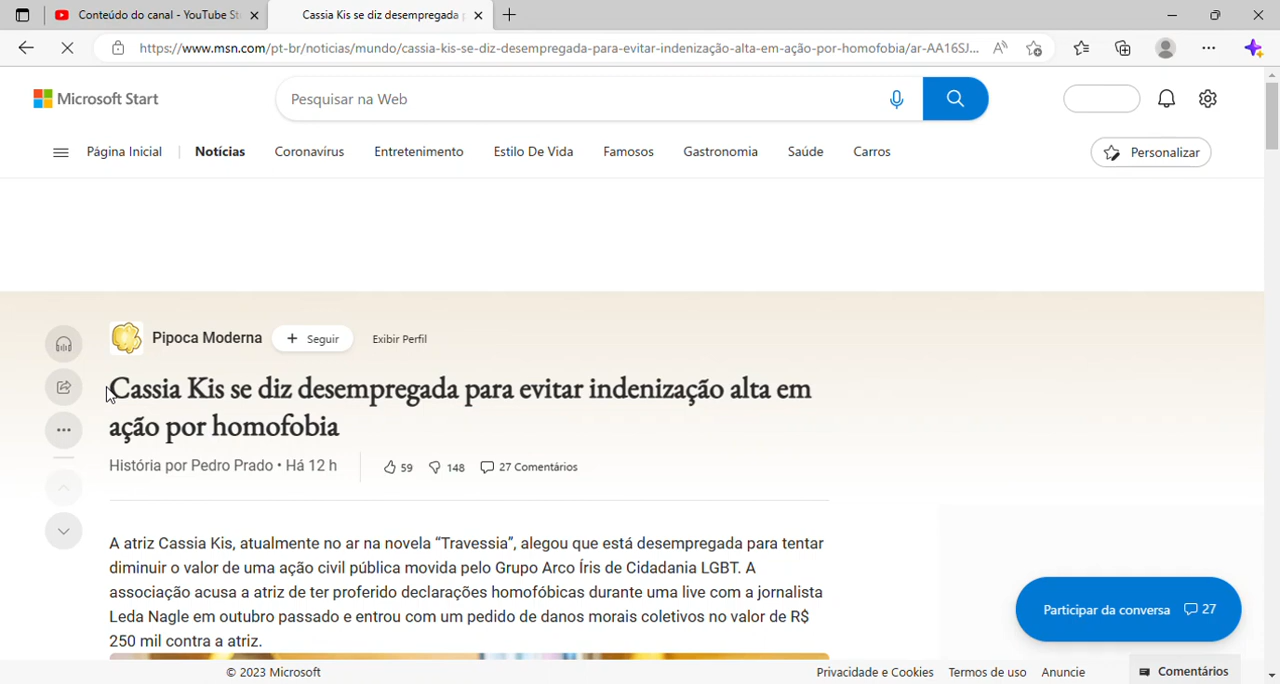 Conteúdo do canal - YouTube St
Cassia Kis se diz desempregada p
https://www.msn.com/pt-br/noticias/mundo/cassia-kis-se-diz-desempregada-para-evitar-indenização-alta-em-ação-por-homofobia/ar-AA16SJ...
Microsoft Start
Pesquisar na Web
Página Inicial
Notícias
Coronavírus
Entretenimento
Estilo De Vida
Famosos
Gastronomia
Saúde
Carros
Personalizar
Pipoca Moderna
Seguir
Exibir Perfil
Cassia Kis se diz desempregada para evitar indenização alta em
ação por homofobia
História por Pedro Prado • Há 12 h
59
148
27 Comentários
A atriz Cassia Kis, atualmente no ar na novela “Travessia”, alegou que está desempregada para tentar
diminuir o valor de uma ação civil pública movida pelo Grupo Arco Íris de Cidadania LGBT. A
associação acusa a atriz de ter proferido declarações homofóbicas durante uma live com a jornalista
Leda Nagle em outubro passado e entrou com um pedido de danos morais coletivos no valor de R$
250 mil contra a atriz.
Participar da conversa 27
© 2023 Microsoft
Privacidade e Cookies
Termos de uso
Anuncie
Comentários